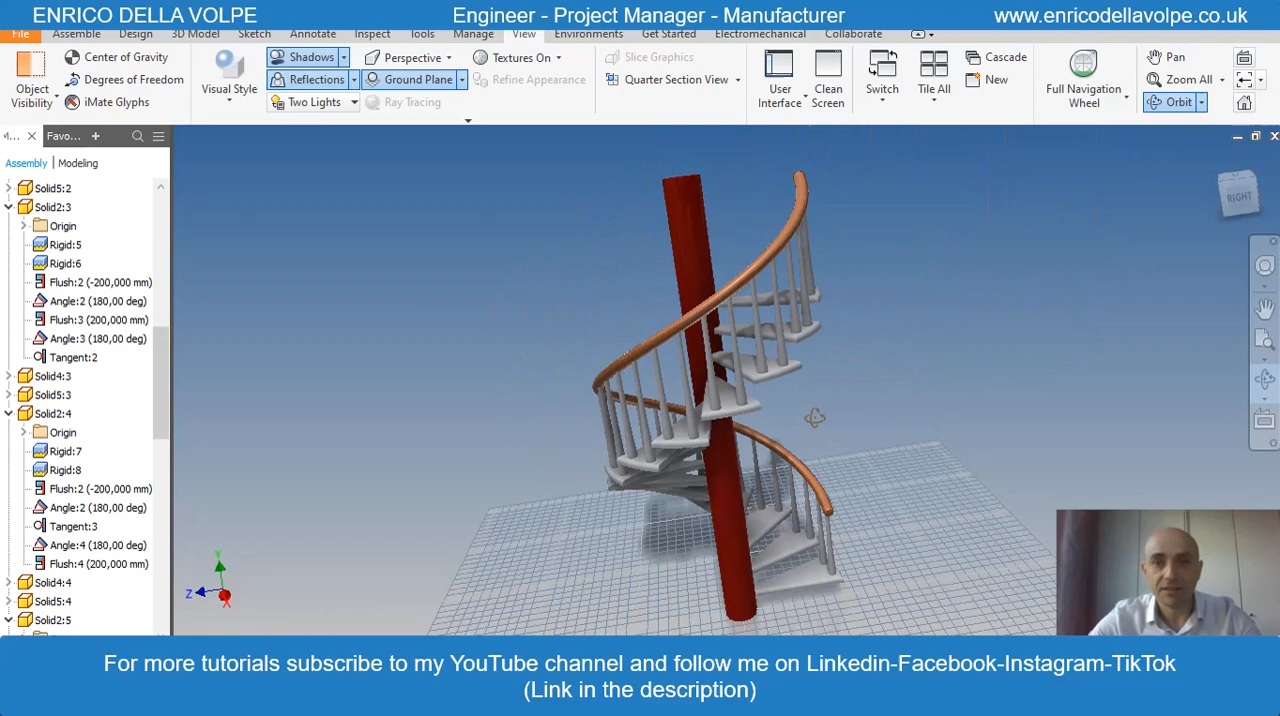 ENRICO DELLA VOLPE Engineer - Project Manager - Manufacturer www.enricodellavolpe.co.uk
File Assemble Design 3D Model Sketch Annotate Inspect Tools Manage View Environments Get Started Electromechanical Collaborate
Object Visibility
Center of Gravity
Degrees of Freedom
iMate Glyphs
Visual Style
Shadows
Reflections
Two Lights
Perspective
Ground Plane
Ray Tracing
Textures On
Refine Appearance
Slice Graphics
Quarter Section View
User Interface
Clean Screen
Switch
Tile All
Cascade
New
Full Navigation Wheel
Pan
Zoom All
Orbit
M... Favo... +
Assembly Modeling
Solid5:2
Solid2:3
Origin
Rigid:5
Rigid:6
Flush:2 (-200,000 mm)
Angle:2 (180,00 deg)
Flush:3 (200,000 mm)
Angle:3 (180,00 deg)
Tangent:2
Solid4:3
Solid5:3
Solid2:4
Origin
Rigid:7
Rigid:8
Flush:2 (-200,000 mm)
Angle:2 (180,00 deg)
Tangent:3
Angle:4 (180,00 deg)
Flush:4 (200,000 mm)
Solid4:4
Solid5:4
Solid2:5
RIGHT
Y
Z
X
For more tutorials subscribe to my YouTube channel and follow me on Linkedin-Facebook-Instagram-TikTok
(Link in the description)